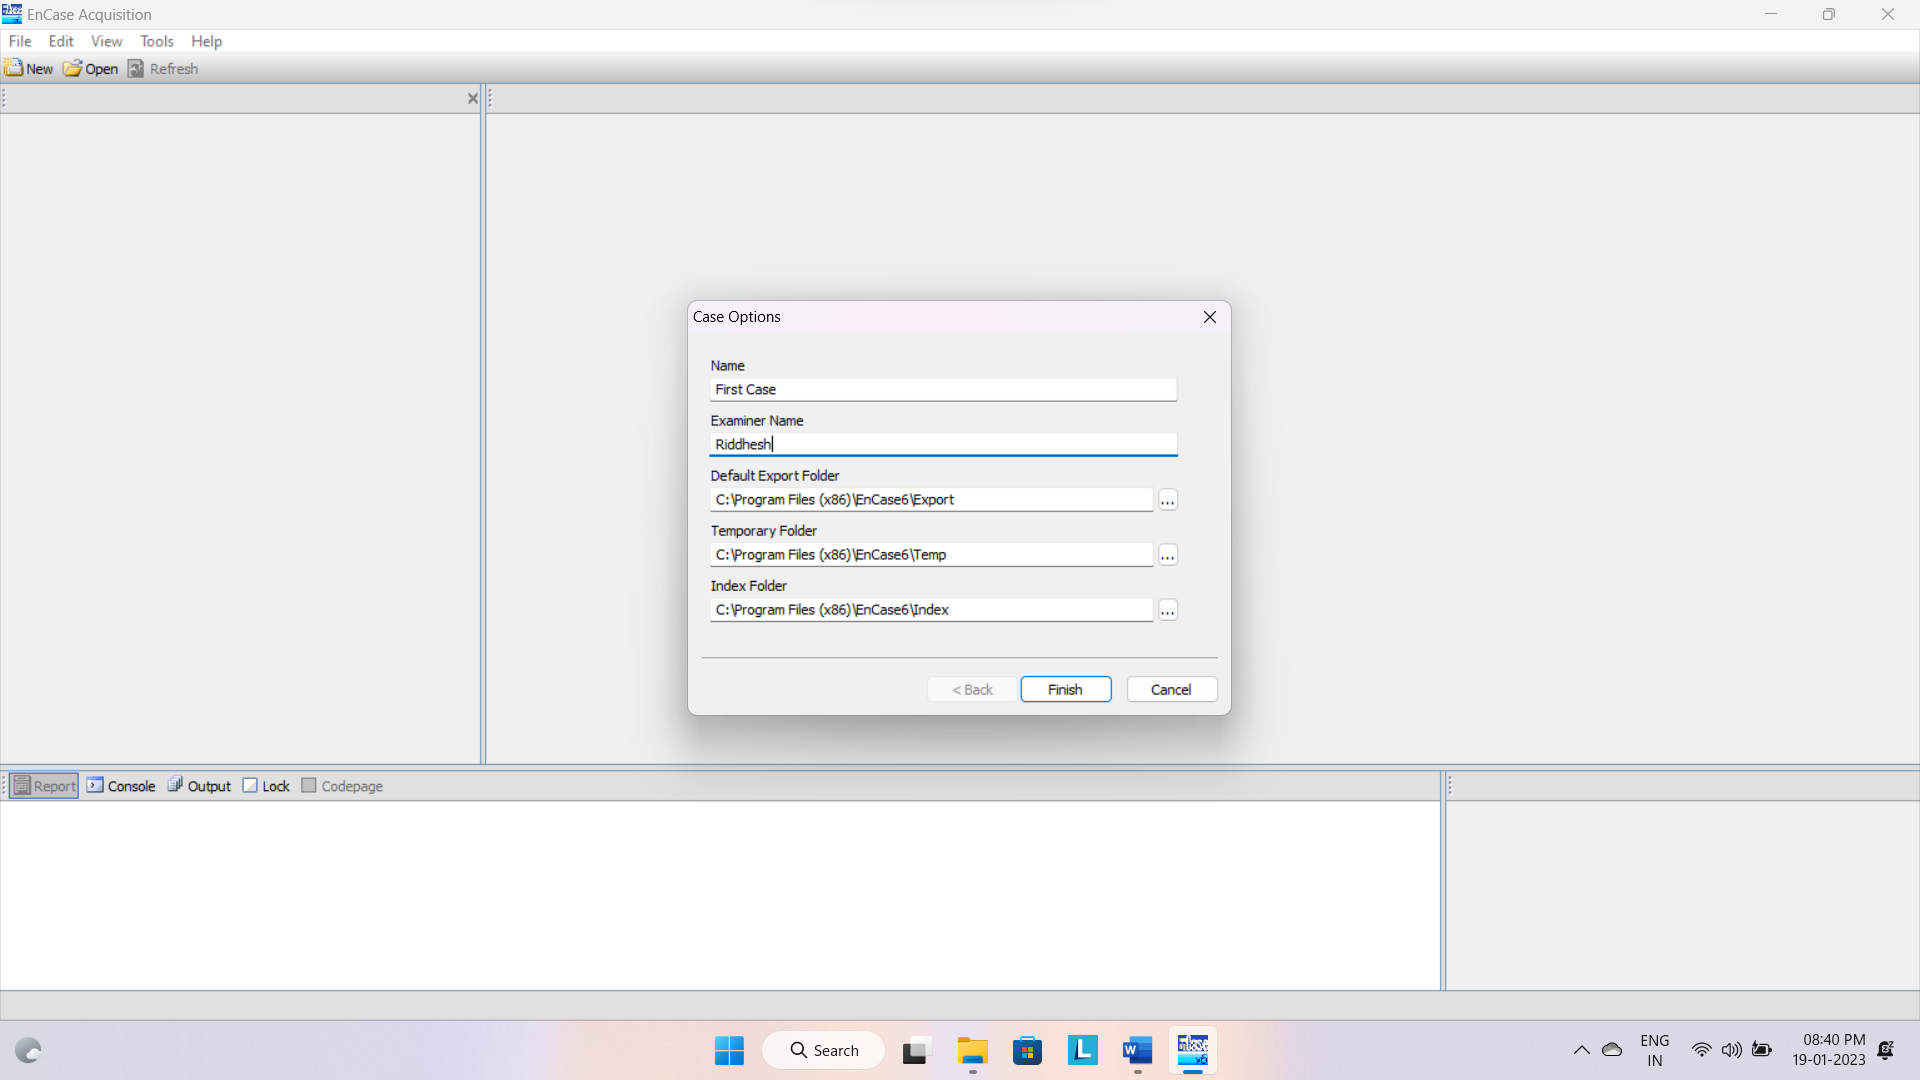 EnCase Acquisition
File Edit View Tools Help
New Open Refresh
Case Options
Name
First Case
Examiner Name
Riddhesh
Default Export Folder
C:\Program Files (x86)\EnCase6\Export
...
Temporary Folder
C:\Program Files (x86)\EnCase6\Temp
...
Index Folder
C:\Program Files (x86)\EnCase6\Index
...
< Back Finish Cancel
Report Console Output Lock Codepage
Search
ENG
IN
08:40 PM
19-01-2023